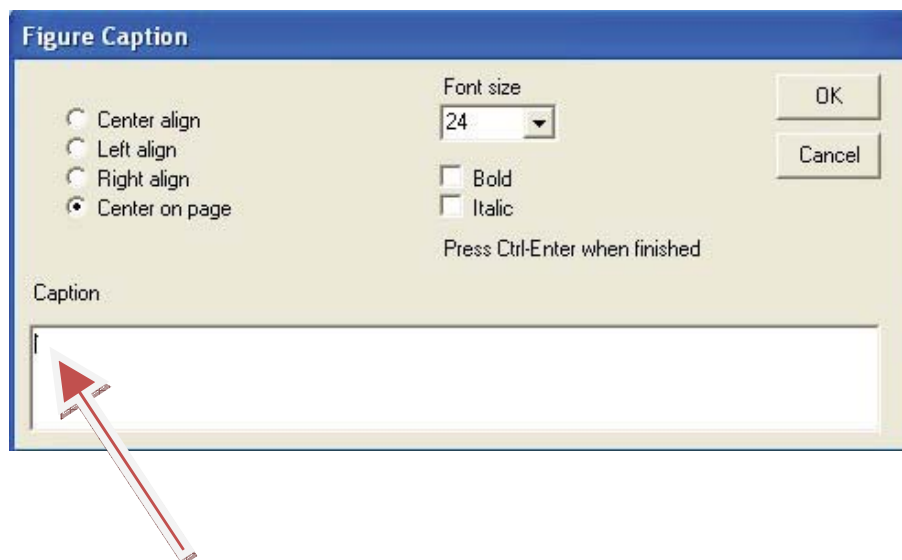 Figure Caption
Center align
Left align
Right align
Center on page
Font size
24
Bold
Italic
Press Ctrl-Enter when finished
OK
Cancel
Caption